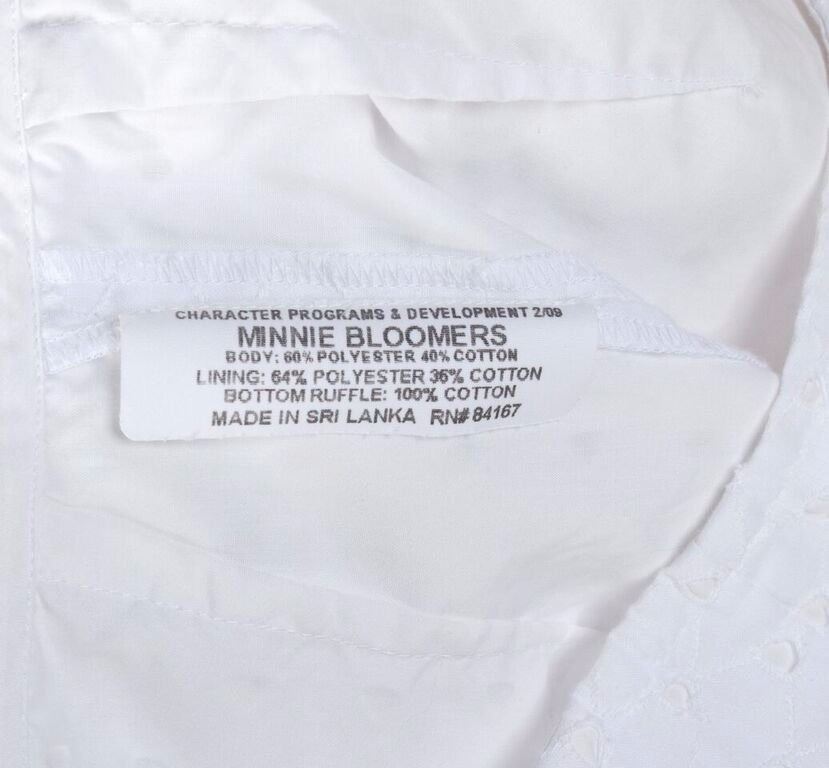 CHARACTER PROGRAMS & DEVELOPMENT 2/09
MINNIE BLOOMERS
BODY: 60% POLYESTER 40% COTTON
LINING: 64% POLYESTER 36% COTTON
BOTTOM RUFFLE: 100% COTTON
MADE IN SRI LANKA RN# 84167